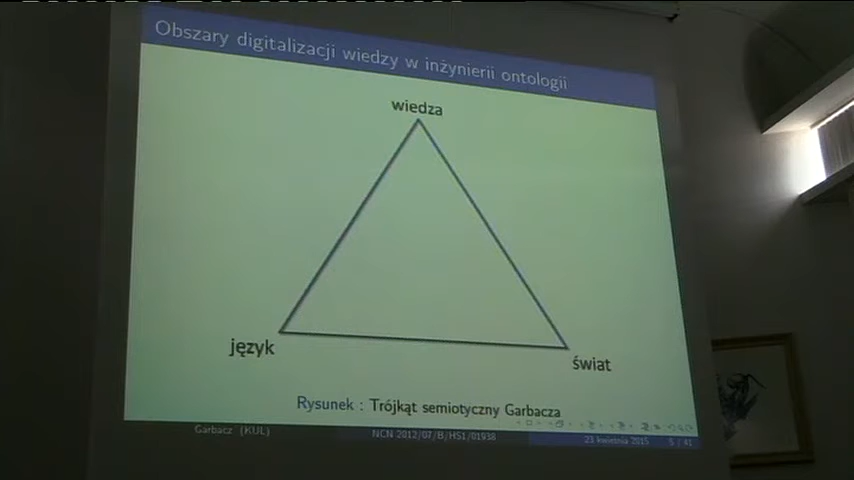 Obszary digitalizacji wiedzy w inżynierii ontologii
wiedza
język
świat
Rysunek : Trójkąt semiotyczny Garbacza
Garbacz (KUL)
NCN 2012/07/B/HS1/01938
23 kwietnia 2015
5 / 41